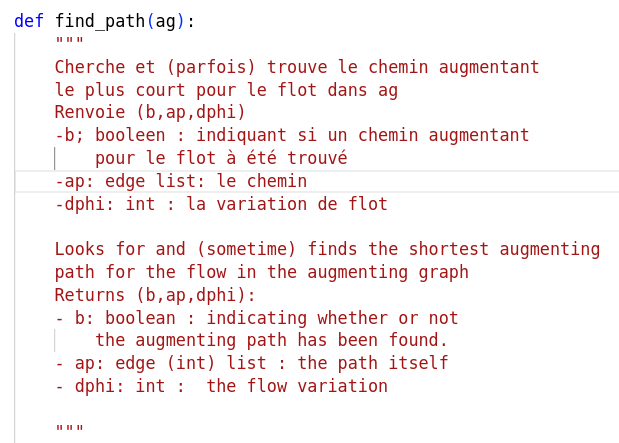 def find_path(ag):
    """
    Cherche et (parfois) trouve le chemin augmentant
    le plus court pour le flot dans ag
    Renvoie (b,ap,dphi)
    -b; booleen : indiquant si un chemin augmentant
        pour le flot à été trouvé
    -ap: edge list: le chemin
    -dphi: int : la variation de flot

    Looks for and (sometime) finds the shortest augmenting
    path for the flow in the augmenting graph
    Returns (b,ap,dphi):
    - b: boolean : indicating whether or not
        the augmenting path has been found.
    - ap: edge (int) list : the path itself
    - dphi: int :  the flow variation

    """